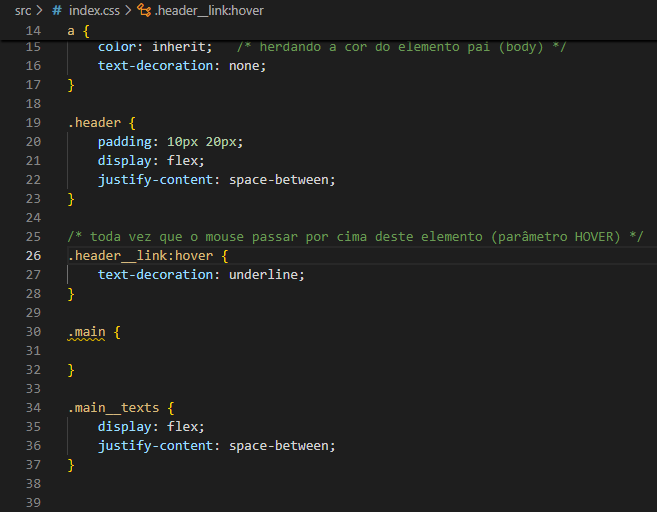 src > # index.css > .header__link:hover
14 a {
15 color: inherit; /* herdando a cor do elemento pai (body) */
16 text-decoration: none;
17 }
18
19 .header {
20 padding: 10px 20px;
21 display: flex;
22 justify-content: space-between;
23 }
24
25 /* toda vez que o mouse passar por cima deste elemento (parâmetro HOVER) */
26 .header__link:hover {
27 text-decoration: underline;
28 }
29
30 .main {
31
32 }
33
34 .main__texts {
35 display: flex;
36 justify-content: space-between;
37 }
38
39